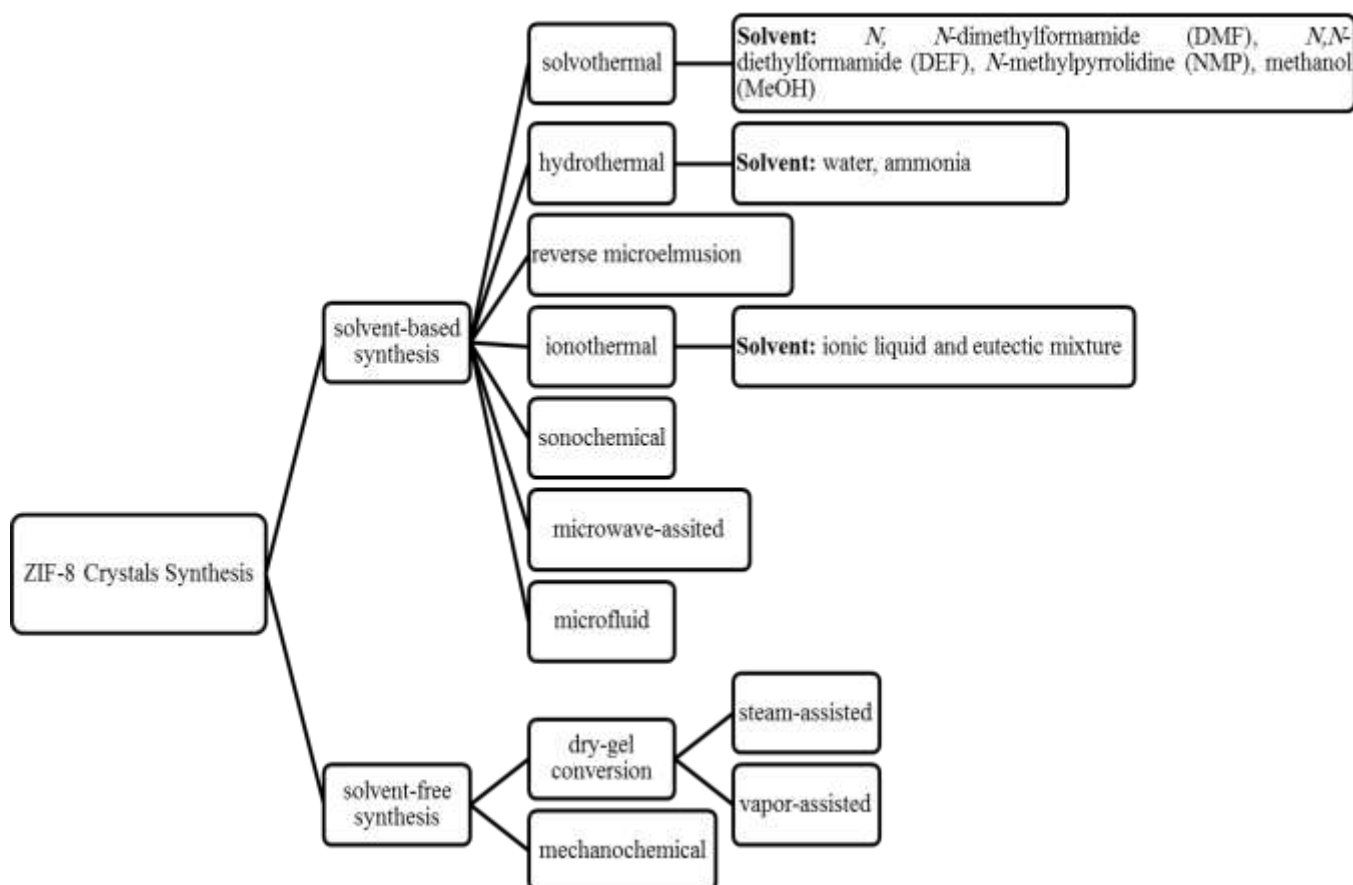 solvothermal
Solvent: N, N-dimethylformamide (DMF), N,N-
diethylformamide (DEF), N-methylpyrrolidine (NMP), methanol
(MeOH)
hydrothermal
Solvent: water, ammonia
reverse microelmusion
solvent-based
synthesis
ionothermal
Solvent: ionic liquid and eutectic mixture
sonochemical
microwave-assited
ZIF-8 Crystals Synthesis
microfluid
steam-assisted
dry-gel
conversion
solvent-free
synthesis
vapor-assisted
mechanochemical